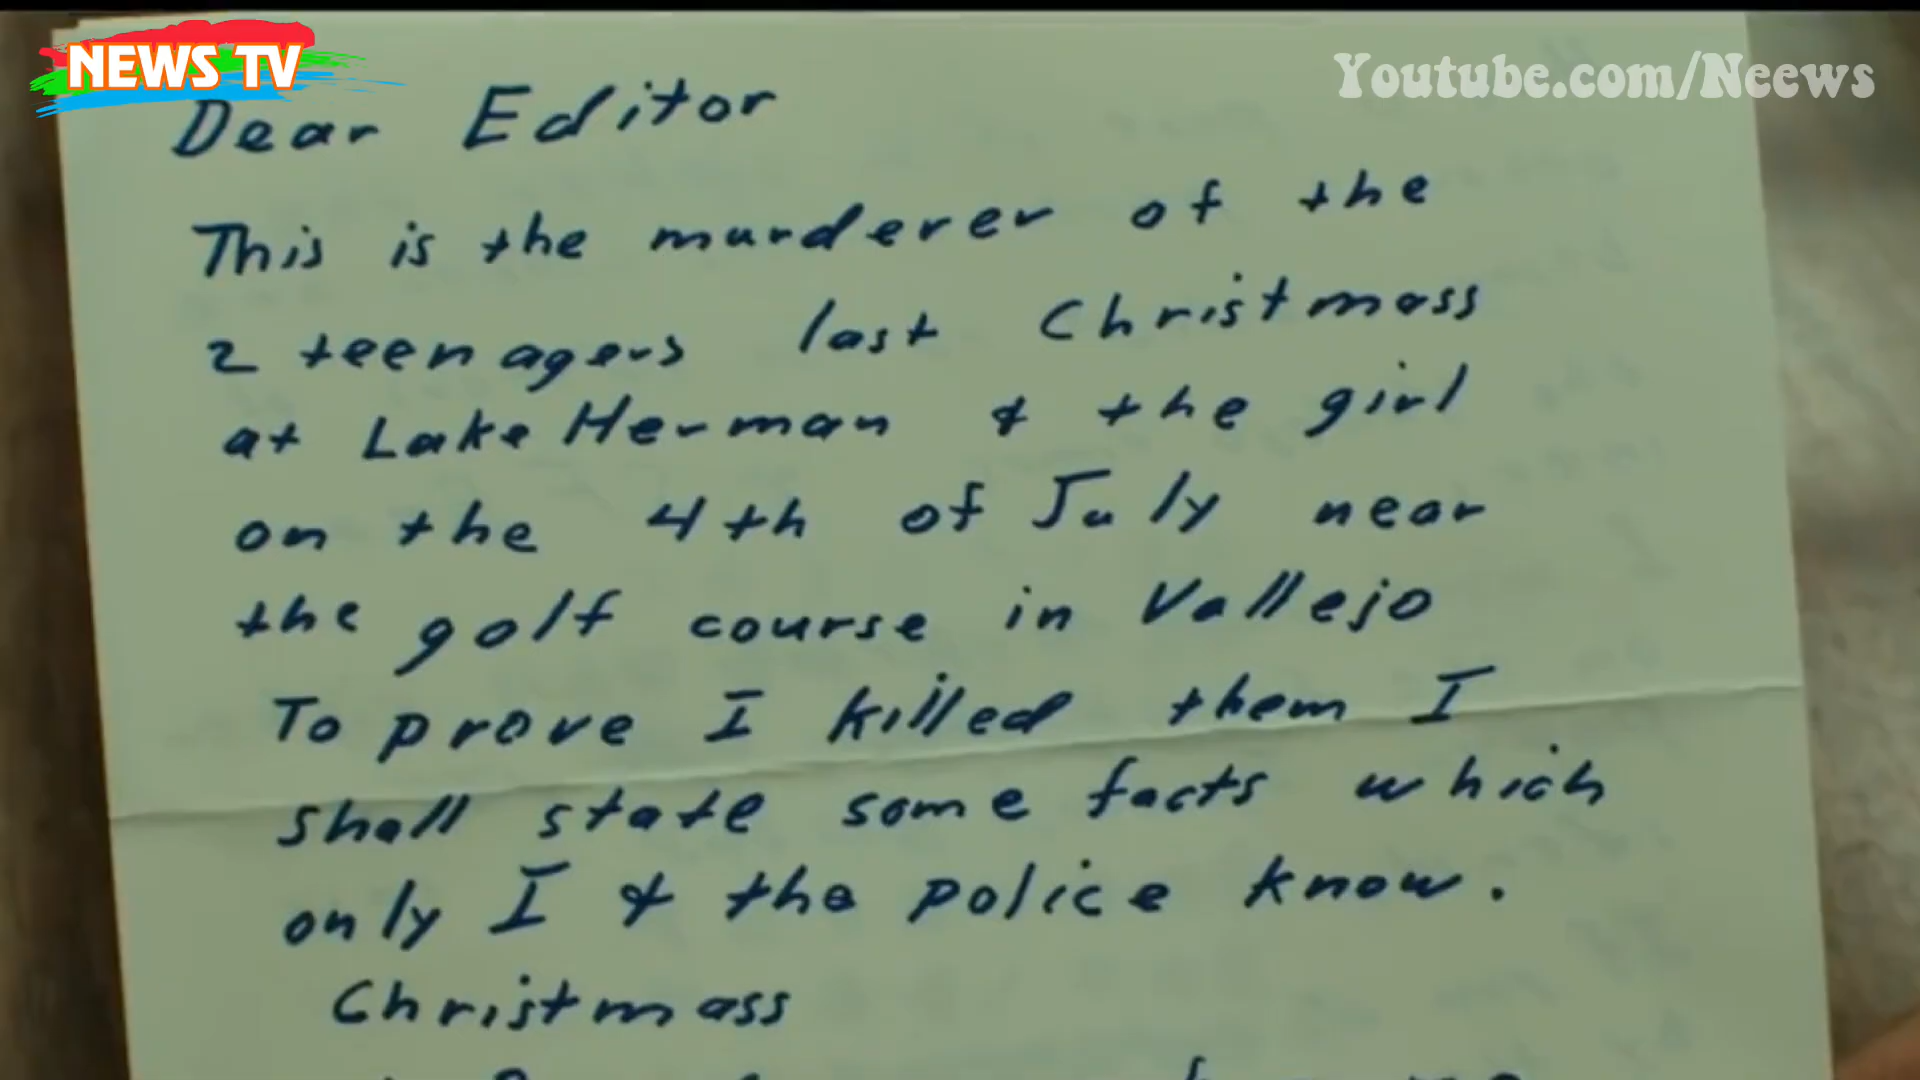 NEWS TV
Youtube.com/Neews
Dear Editor
This is the murderer of the
2 teenagers last Christmass
at Lake Herman & the girl
on the 4th of July near
the golf course in Vallejo
To prove I killed them I
shall state some facts which
only I & the police know.
Christmass